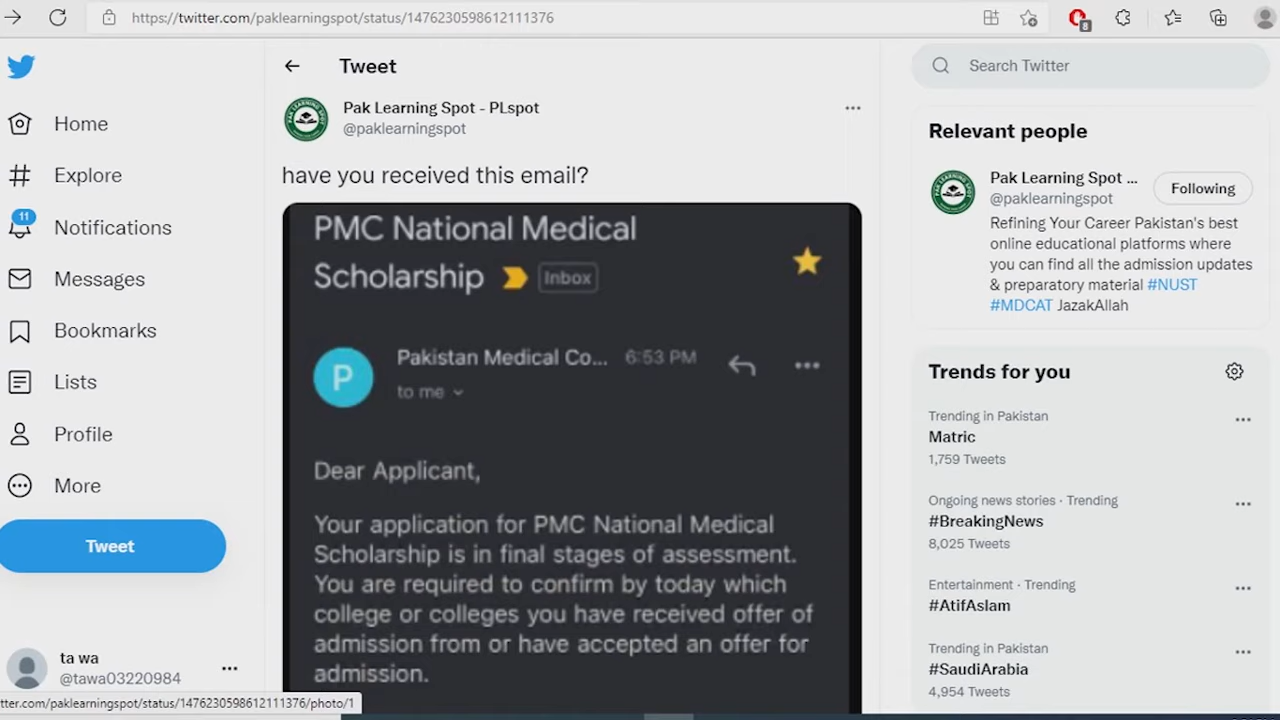 https://twitter.com/paklearningspot/status/1476230598612111376
8
Home
Explore
11
Notifications
Messages
Bookmarks
Lists
Profile
More
Tweet
ta wa
@tawa03220984
tter.com/paklearningspot/status/1476230598612111376/photo/1
Tweet
Pak Learning Spot - PLspot
@paklearningspot
have you received this email?
PMC National Medical
Scholarship Inbox
P
Pakistan Medical Co... 6:53 PM
to me
Dear Applicant,
Your application for PMC National Medical
Scholarship is in final stages of assessment.
You are required to confirm by today which
college or colleges you have received offer of
admission from or have accepted an offer for
admission.
Search Twitter
Relevant people
Pak Learning Spot ...
Following
@paklearningspot
Refining Your Career Pakistan's best
online educational platforms where
you can find all the admission updates
& preparatory material #NUST
#MDCAT JazakAllah
Trends for you
Trending in Pakistan
Matric
1,759 Tweets
Ongoing news stories · Trending
#BreakingNews
8,025 Tweets
Entertainment · Trending
#AtifAslam
Trending in Pakistan
#SaudiArabia
4,954 Tweets